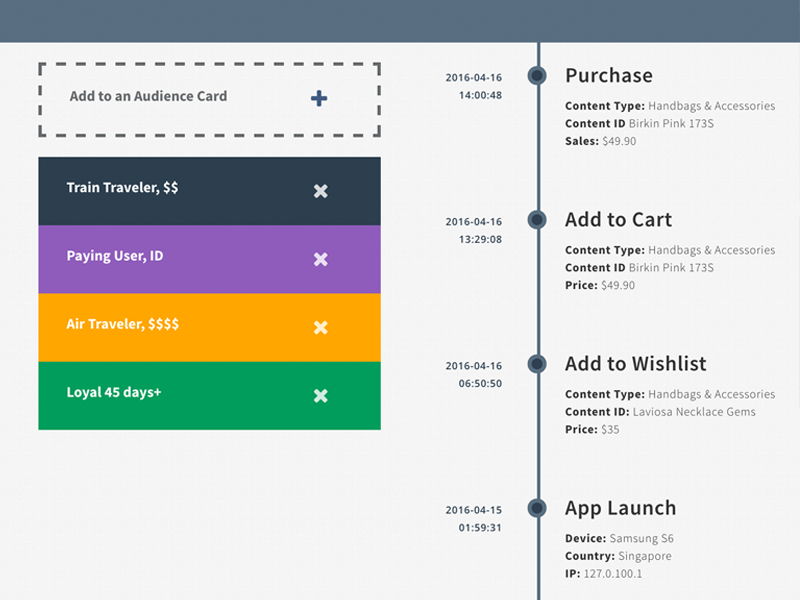 Add to an Audience Card
Train Traveler, $$
Paying User, ID
Air Traveler, $$$$
Loyal 45 days+
2016-04-16
14:00:48
Purchase
Content Type: Handbags & Accessories
Content ID Birkin Pink 173S
Sales: $49.90
2016-04-16
13:29:08
Add to Cart
Content Type: Handbags & Accessories
Content ID Birkin Pink 173S
Price: $49.90
2016-04-16
06:50:50
Add to Wishlist
Content Type: Handbags & Accessories
Content ID: Laviosa Necklace Gems
Price: $35
2016-04-15
01:59:31
App Launch
Device: Samsung S6
Country: Singapore
IP: 127.0.100.1